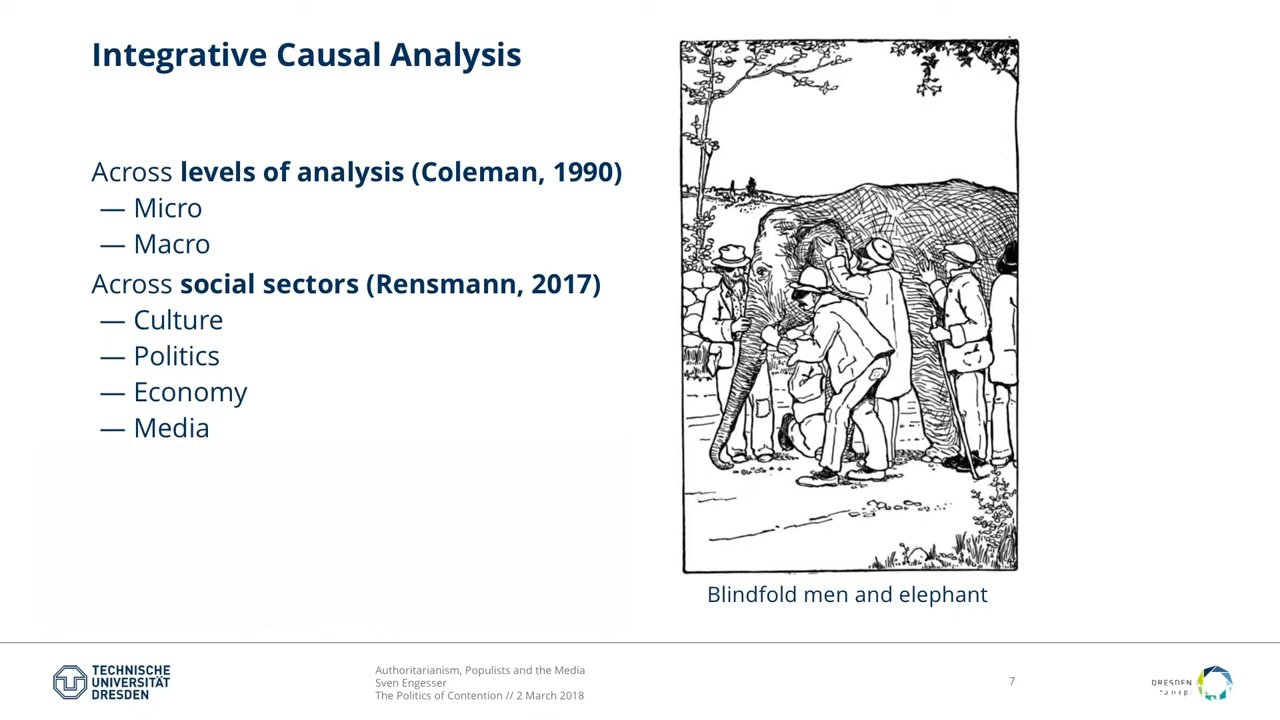 Integrative Causal Analysis
Across levels of analysis (Coleman, 1990)
— Micro
— Macro
Across social sectors (Rensmann, 2017)
— Culture
— Politics
— Economy
— Media
Blindfold men and elephant
TECHNISCHE
UNIVERSITÄT
DRESDEN
Authoritarianism, Populists and the Media
Sven Engesser
The Politics of Contention // 2 March 2018
7
DRESDEN